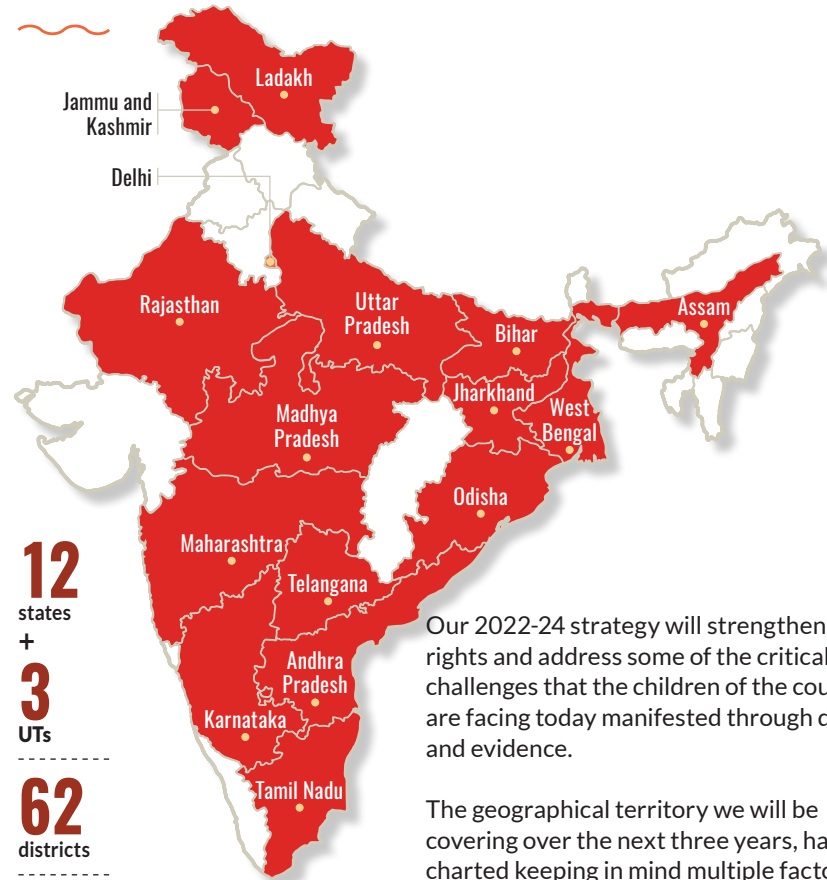 Ladakh
Jammu and
Kashmir
Delhi
Rajasthan
Uttar
Pradesh
Bihar
Assam
Jharkhand
West
Bengal
Madhya
Pradesh
Odisha
Maharashtra
Telangana
Andhra
Pradesh
Karnataka
Tamil Nadu
12
states
+
3
UTs
62
districts
Our 2022-24 strategy will strengthen
rights and address some of the critical
challenges that the children of the
are facing today manifested through
and evidence.
The geographical territory we will be
covering over the next three years,
charted keeping in mind multiple